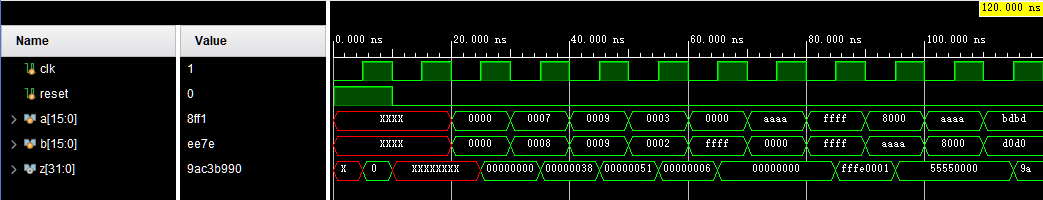 120.000 ns
Name Value
0.000 ns 20.000 ns 40.000 ns 60.000 ns 80.000 ns 100.000 ns
clk 1
reset 0
a[15:0] 8ff1 XXXX 0000 0007 0009 0003 0000 aaaa ffff 8000 aaaa bdbd
b[15:0] ee7e XXXX 0000 0008 0009 0002 ffff 0000 ffff aaaa 8000 d0d0
z[31:0] 9ac3b990 X 0 XXXXXXXX 00000000 00000038 00000051 00000006 00000000 fffe0001 55550000 9a